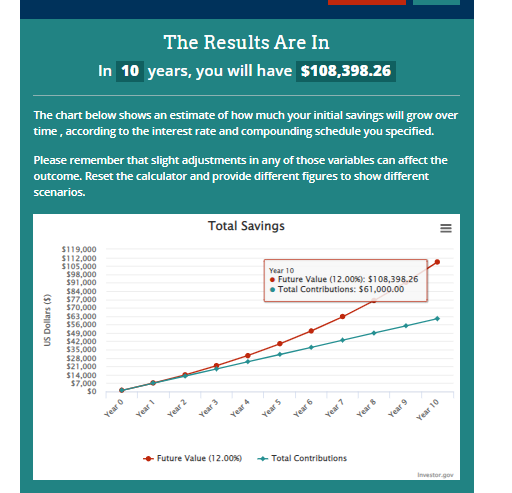 The Results Are In
In 10 years, you will have $108,398.26
The chart below shows an estimate of how much your initial savings will grow over
time , according to the interest rate and compounding schedule you specified.
Please remember that slight adjustments in any of those variables can affect the
outcome. Reset the calculator and provide different figures to show different
scenarios.
Total Savings
US Dollars ($)
$119,000
$112,000
$105,000
$98,000
$91,000
$84,000
$77,000
$70,000
$63,000
$56,000
$49,000
$42,000
$35,000
$28,000
$21,000
$14,000
$7,000
$0
Year 10
Future Value (12.00%): $108,398.26
Total Contributions: $61,000.00
Year 0
Year 1
Year 2
Year 3
Year 4
Year 5
Year 6
Year 7
Year 8
Year 9
Year 10
Future Value (12.00%)
Total Contributions
Investor.gov